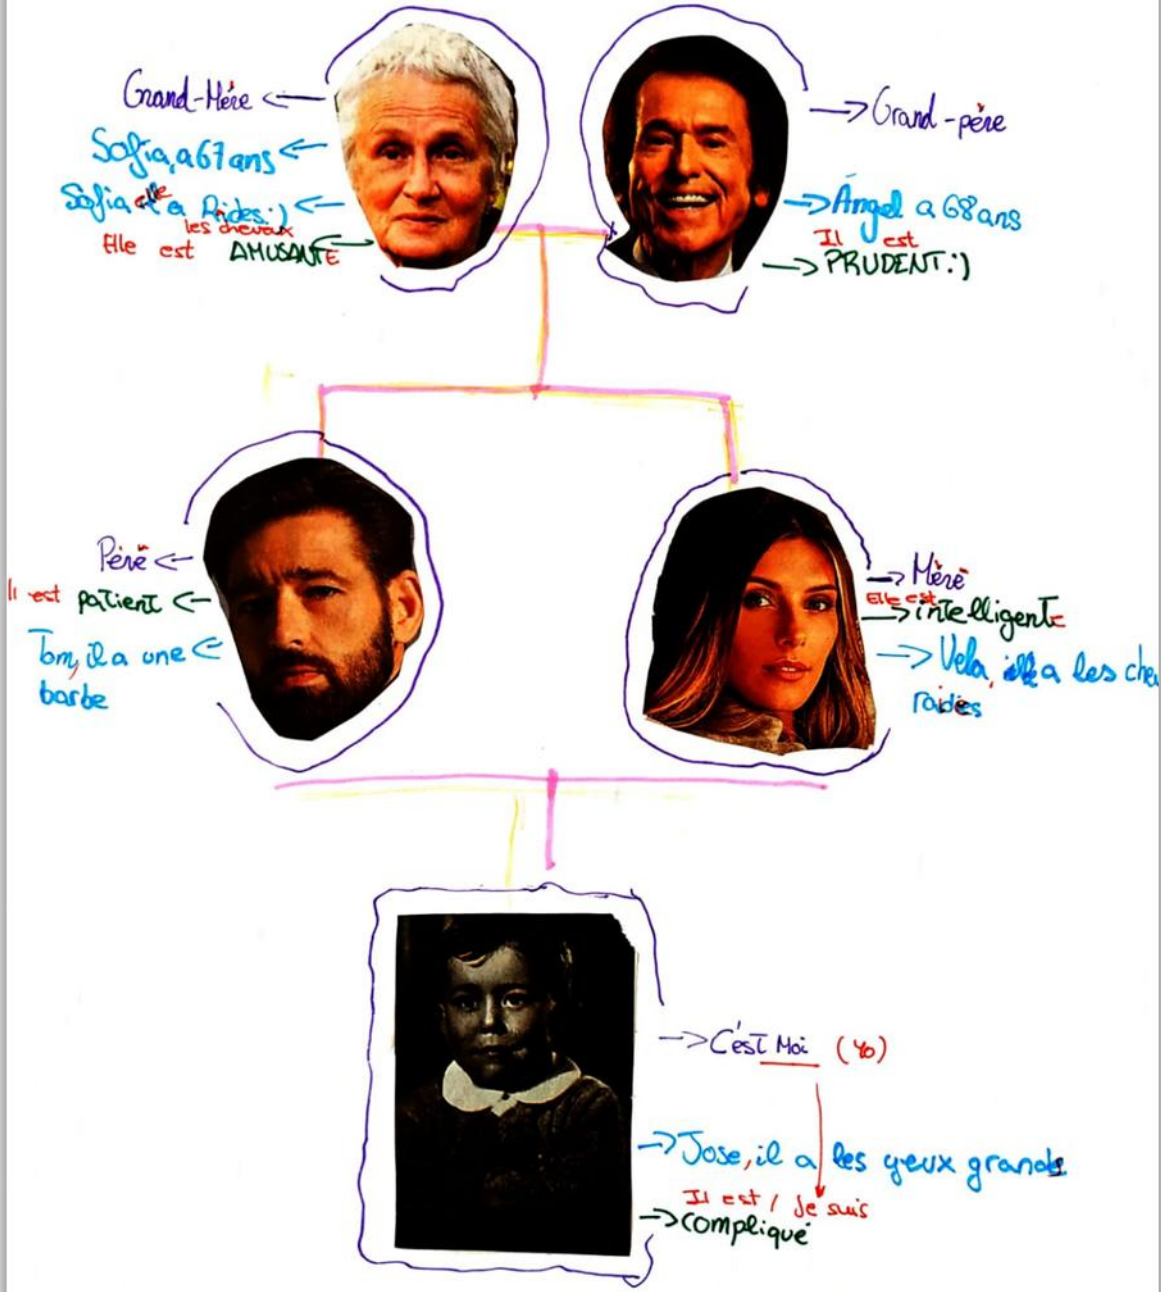 Grand-Mère
Sofia, a 67 ans
Sofia elle a Rides :)
les cheveux
Elle est AMUSANTE
Grand-père
Ángel a 68 ans
Il est
PRUDENT :)
Père
Il est patient
Tom, il a une
barbe
Mère
Elle est
intelligente
Vela, elle a les che
raides
C'est Moi (Yo)
Jose, il a les yeux grands
Il est / Je suis
compliqué